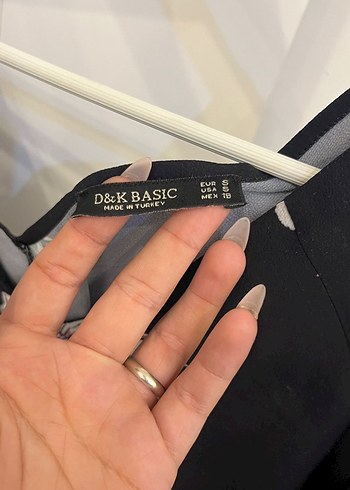 D&K BASIC
MADE IN TURKEY
EUR S
USA S
MEX 18